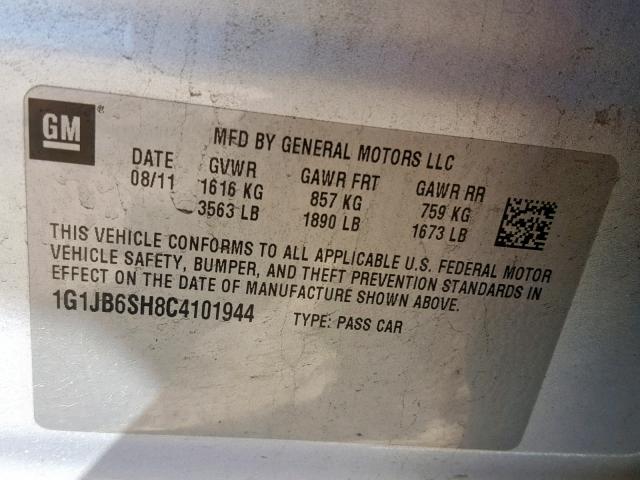 GM®
MFD BY GENERAL MOTORS LLC
DATE GVWR GAWR FRT GAWR RR
08/11 1616 KG 857 KG 759 KG
3563 LB 1890 LB 1673 LB
THIS VEHICLE CONFORMS TO ALL APPLICABLE U.S. FEDERAL MOTOR
VEHICLE SAFETY, BUMPER, AND THEFT PREVENTION STANDARDS IN
EFFECT ON THE DATE OF MANUFACTURE SHOWN ABOVE.
1G1JB6SH8C4101944 TYPE: PASS CAR